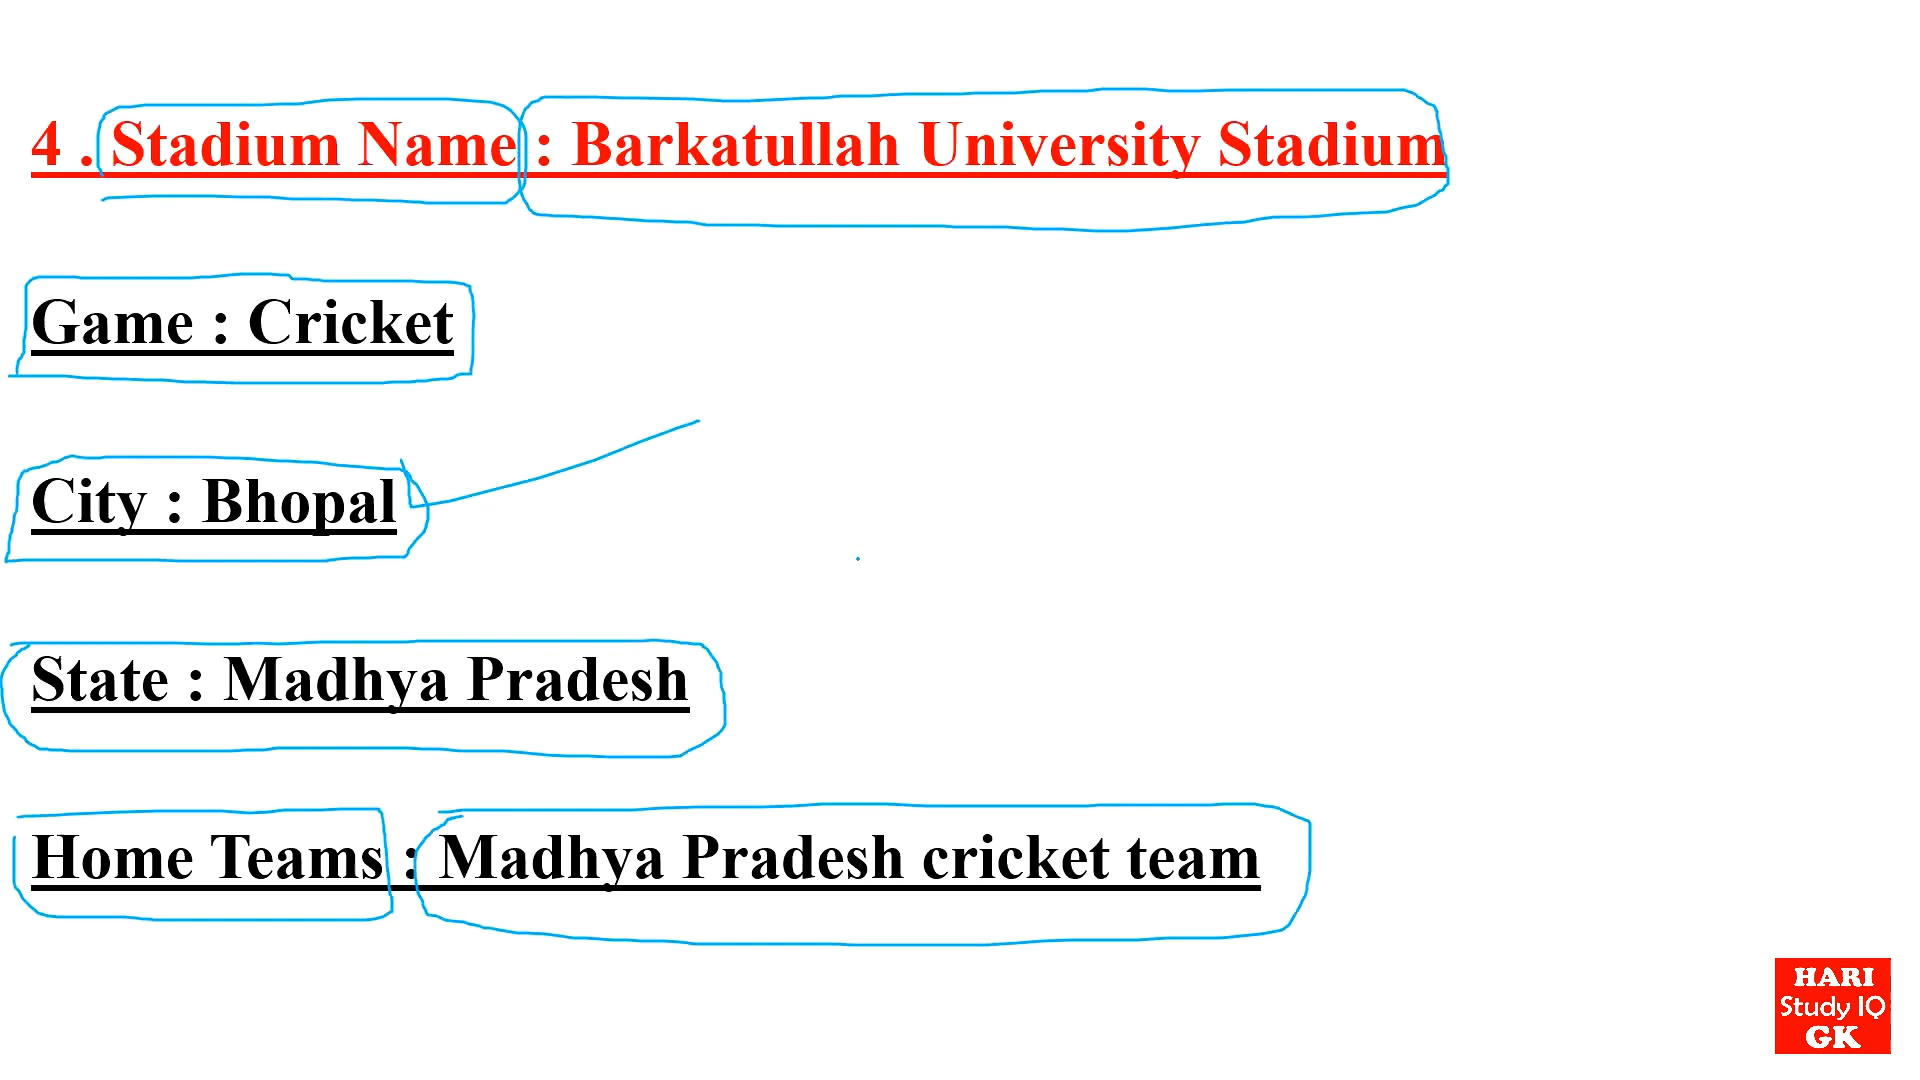 4 . Stadium Name : Barkatullah University Stadium
Game : Cricket
City : Bhopal
State : Madhya Pradesh
Home Teams : Madhya Pradesh cricket team
HARI
Study IQ
GK